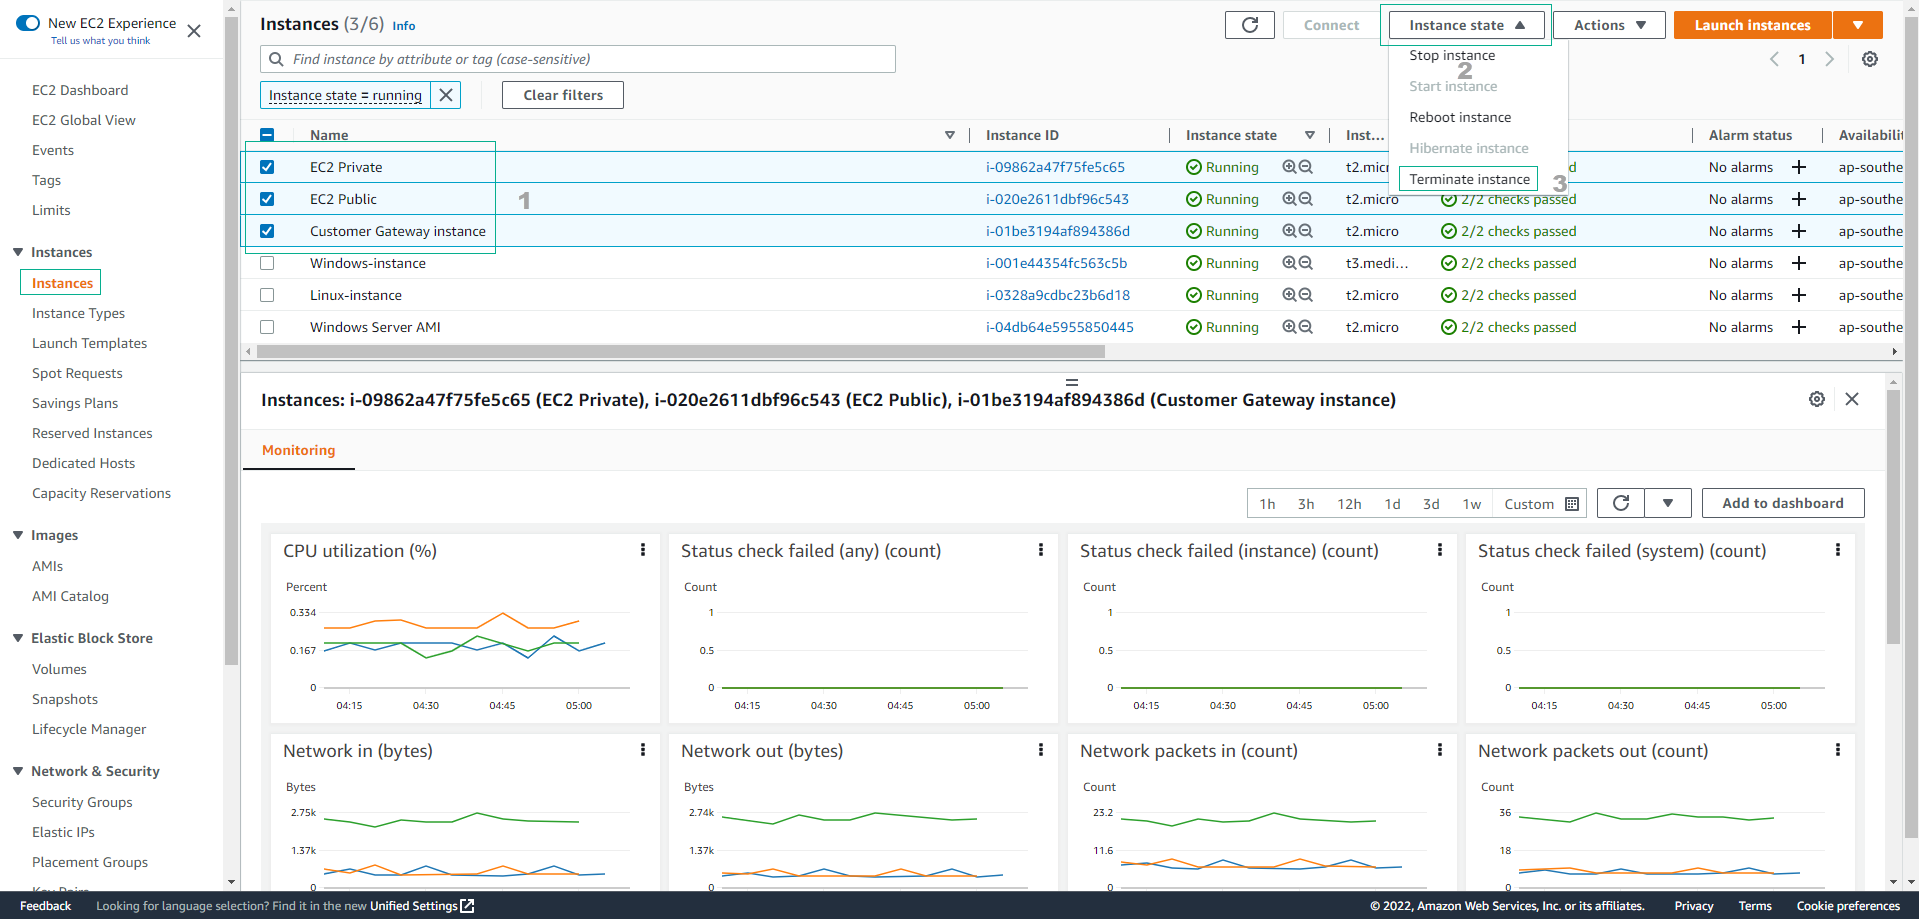 New EC2 Experience
Tell us what you think
EC2 Dashboard
EC2 Global View
Events
Tags
Limits
Instances
Instances
Instance Types
Launch Templates
Spot Requests
Savings Plans
Reserved Instances
Dedicated Hosts
Capacity Reservations
Images
AMIs
AMI Catalog
Elastic Block Store
Volumes
Snapshots
Lifecycle Manager
Network & Security
Security Groups
Elastic IPs
Placement Groups
Key Pairs
Instances (3/6) Info
Connect Instance state Actions Launch instances
Find instance by attribute or tag (case-sensitive)
1
Instance state = running Clear filters
Stop instance
2
Start instance
Reboot instance
Hibernate instance
Terminate instance 3
Name Instance ID Instance state Inst... Alarm status Availabilit
EC2 Private i-09862a47f75fe5c65 Running t2.micr d No alarms ap-southe
EC2 Public 1 i-020e2611dbf96c543 Running t2.micro 2/2 checks passed No alarms ap-southe
Customer Gateway instance i-01be3194af894386d Running t2.micro 2/2 checks passed No alarms ap-southe
Windows-instance i-001e44354fc563c5b Running t3.medi... 2/2 checks passed No alarms ap-southe
Linux-instance i-0328a9cdbc23b6d18 Running t2.micro 2/2 checks passed No alarms ap-southe
Windows Server AMI i-04db64e5955850445 Running t2.micro 2/2 checks passed No alarms ap-southe
Instances: i-09862a47f75fe5c65 (EC2 Private), i-020e2611dbf96c543 (EC2 Public), i-01be3194af894386d (Customer Gateway instance)
Monitoring
1h 3h 12h 1d 3d 1w Custom Add to dashboard
CPU utilization (%)
Percent
0.334
0.167
0
04:15 04:30 04:45 05:00
Status check failed (any) (count)
Count
1
0.5
0
04:15 04:30 04:45 05:00
Status check failed (instance) (count)
Count
1
0.5
0
04:15 04:30 04:45 05:00
Status check failed (system) (count)
Count
1
0.5
0
04:15 04:30 04:45 05:00
Network in (bytes)
Bytes
2.75k
1.37k
0
Network out (bytes)
Bytes
2.74k
1.37k
0
Network packets in (count)
Count
23.2
11.6
0
Network packets out (count)
Count
36
18
0
Feedback Looking for language selection? Find it in the new Unified Settings © 2022, Amazon Web Services, Inc. or its affiliates. Privacy Terms Cookie preferences